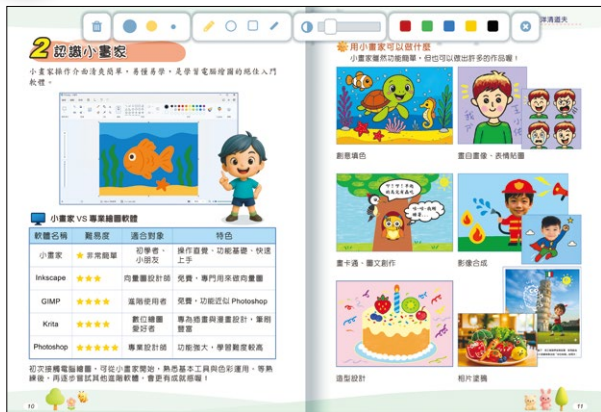 2 認識小畫家
小畫家操作介面清爽簡單，易懂易學，是學習電腦繪圖的絕佳入門
軟體。
小畫家 VS 專業繪圖軟體
軟體名稱 難易度 適合對象 特色
小畫家 ★ 非常簡單 初學者、小朋友 操作直覺、功能基礎、快速上手
Inkscape ★★★ 向量圖設計師 免費，專門用來做向量圖
GIMP ★★★★ 進階使用者 免費，功能近似 Photoshop
Krita ★★★★ 數位繪圖愛好者 專為插畫與漫畫設計，筆刷豐富
Photoshop ★★★★★ 專業設計師 功能強大，學習難度較高
初次接觸電腦繪圖，可從小畫家開始，熟悉基本工具與色彩運用，等熟
練後，再逐步嘗試其他進階軟體，會更有成就感喔！
10
用小畫家可以做什麼
小畫家雖然功能簡單，但也可以做出許多的作品喔！
創意填色
畫自畫像、表情貼圖
畫卡通、圖文創作
影像合成
造型設計
相片塗鴉
11